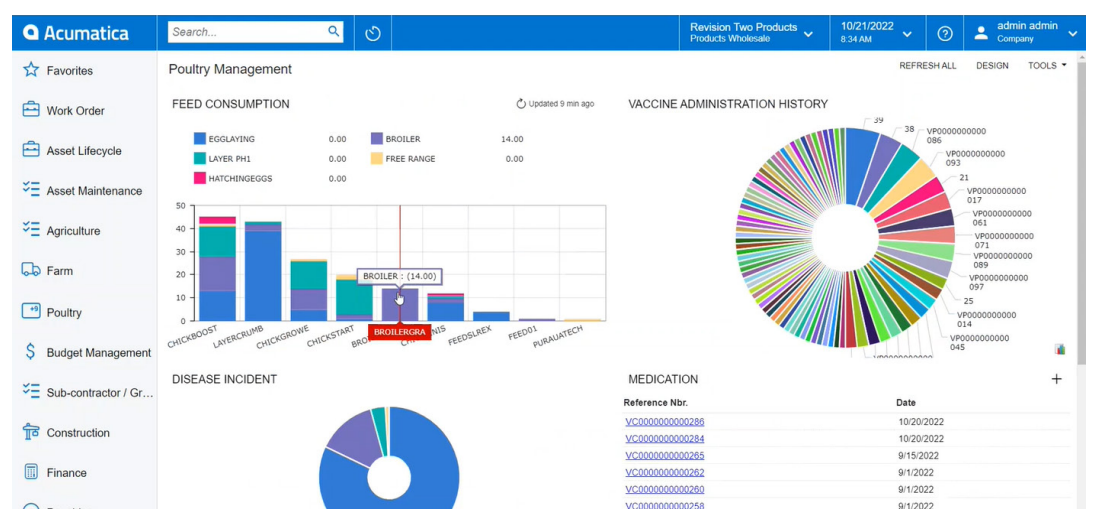 Acumatica
Search...
Revision Two Products
Products Wholesale
10/21/2022
8:34 AM
admin admin
Company
Favorites
Work Order
Asset Lifecycle
Asset Maintenance
Agriculture
Farm
Poultry
Budget Management
Sub-contractor / Gr...
Construction
Finance
Poultry Management
REFRESH ALL DESIGN TOOLS
FEED CONSUMPTION
Updated 9 min ago
EGGLAYING 0.00 BROILER 14.00
LAYER PH1 0.00 FREE RANGE 0.00
HATCHINGEGGS 0.00
50
40
30
20
10
0
BROILER : (14.00)
CHICKBOOST
LAYERCRUMB
CHICKGROWE
CHICKSTART
BROILERGRA
FEEDSLREX
FEED01
PURAUATECH
VACCINE ADMINISTRATION HISTORY
39
38
VP0000000000
086
VP0000000000
093
21
VP0000000000
017
VP0000000000
061
VP0000000000
071
VP0000000000
089
VP0000000000
097
25
VP0000000000
014
VP0000000000
045
DISEASE INCIDENT
MEDICATION
Reference Nbr. Date
VC0000000000286 10/20/2022
VC0000000000284 10/20/2022
VC0000000000265 9/15/2022
VC0000000000262 9/1/2022
VC0000000000260 9/1/2022
VC0000000000258 9/1/2022